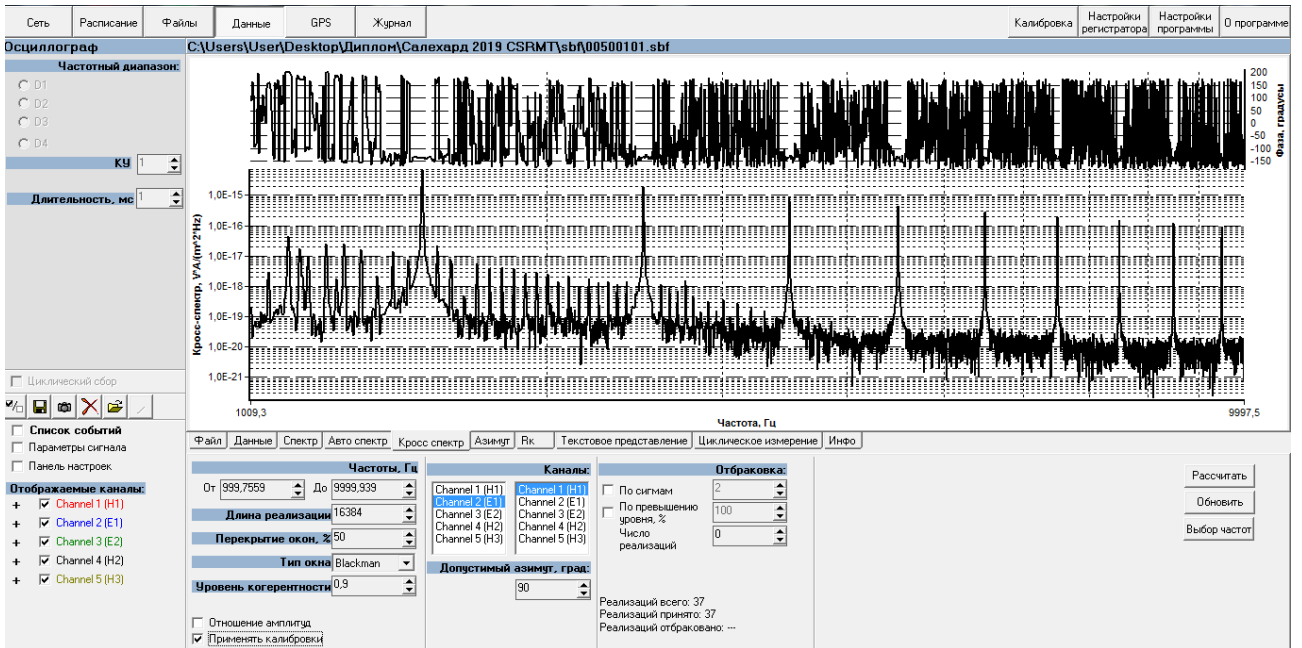 Сеть Расписание Файлы Данные GPS Журнал Калибровка Настройки регистратора Настройки программы О программе
Осциллограф
C:\Users\User\Desktop\Диплом\Салехард 2019 CSRMT\sbf\00500101.sbf
Частотный диапазон:
D1
D2
D3
D4
КУ 1
Длительность, мс 1
Циклический сбор
Список событий
Параметры сигнала
Панель настроек
Отображаемые каналы:
+ Channel 1 (H1)
+ Channel 2 (E1)
+ Channel 3 (E2)
+ Channel 4 (H2)
+ Channel 5 (H3)
200
150
100
50
0
-50
-100
-150
Фаза, градусы
Кросс-спектр, V*A/(m^2*Hz)
1,0E-15
1,0E-16
1,0E-17
1,0E-18
1,0E-19
1,0E-20
1,0E-21
1009,3
9997,5
Частота, Гц
Файл Данные Спектр Авто спектр Кросс спектр Азимут Rк Текстовое представление Циклическое измерение Инфо
Частоты, Гц
От 999,7559 До 9999,939
Длина реализации 16384
Перекрытие окон, % 50
Тип окна Blackman
Уровень когерентности 0,9
Отношение амплитуд
Применять калибровки
Каналы:
Channel 1 (H1) Channel 1 (H1)
Channel 2 (E1) Channel 2 (E1)
Channel 3 (E2) Channel 3 (E2)
Channel 4 (H2) Channel 4 (H2)
Channel 5 (H3) Channel 5 (H3)
Допустимый азимут, град:
90
Отбраковка:
По сигмам 2
По превышению уровня, % 100
Число реализаций 0
Реализаций всего: 37
Реализаций принято: 37
Реализаций отбраковано: ---
Рассчитать
Обновить
Выбор частот